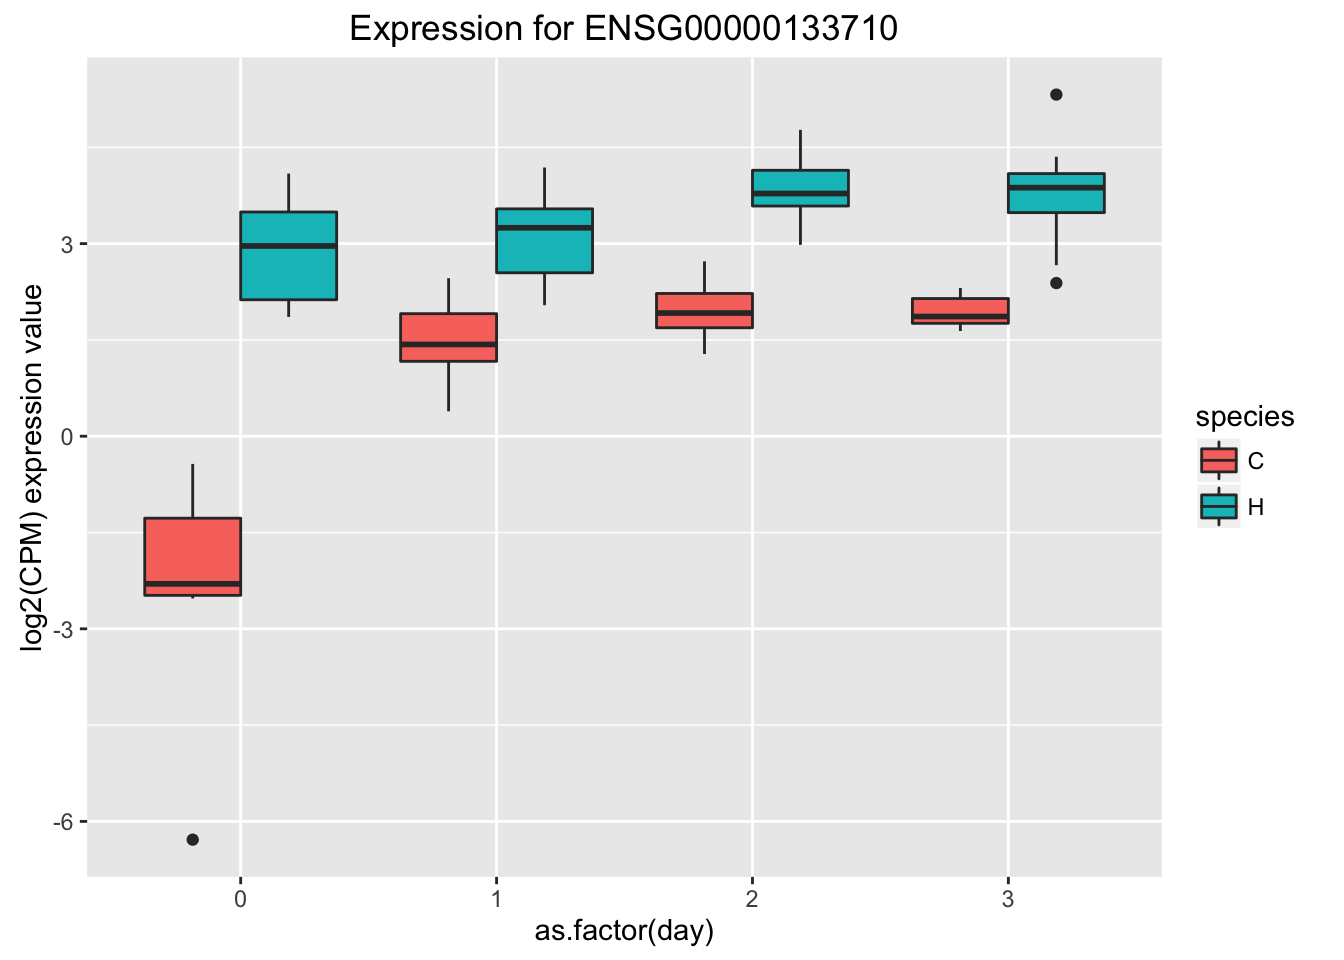 Expression for ENSG00000133710
log2(CPM) expression value
3
0
-3
-6
0 1 2 3
as.factor(day)
species
C
H